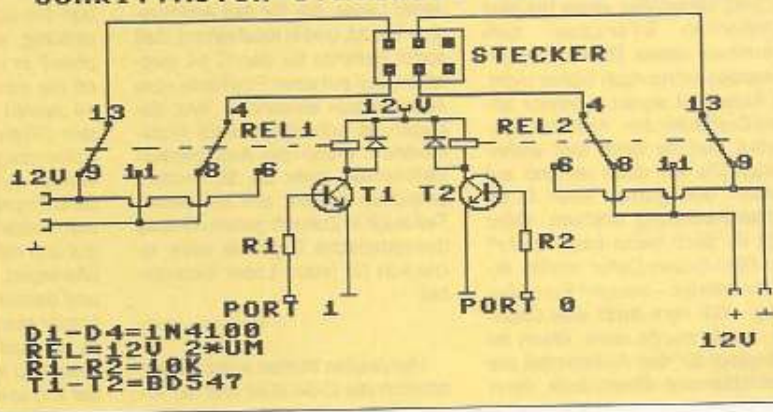 STECKER
12V
13 4 4 13
REL1 REL2
9 11 8 6 6 8 11 9
12V
T1 T2
R1 R2
PORT 1 PORT 0
+ +
12V
D1-D4=1N4100
REL=12V 2*UM
R1-R2=10K
T1-T2=BD547